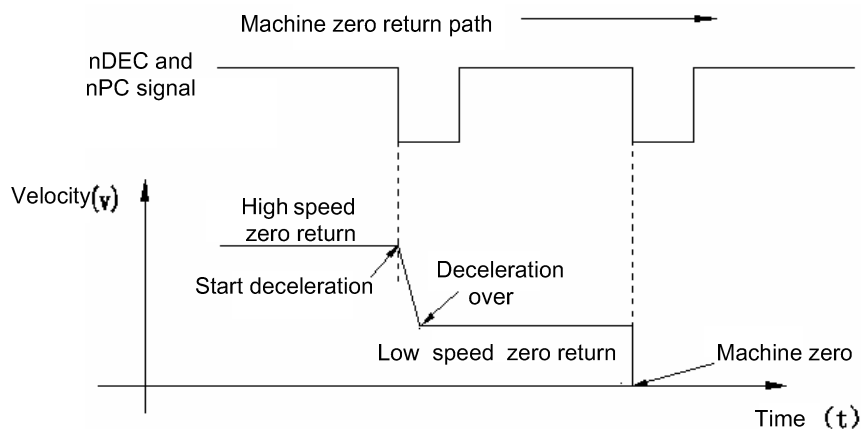 Machine zero return path
nDEC and
nPC signal
Velocity(v)
High speed
zero return
Start deceleration
Deceleration
over
Low speed zero return
Machine zero
Time (t)